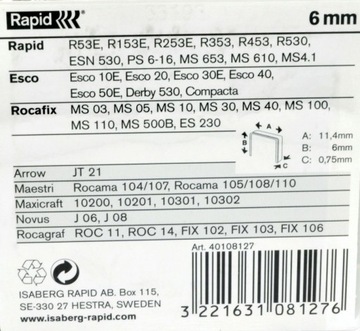 Rapid 6 mm
Rapid R53E, R153E, R253E, R353, R453, R530,
ESN 530, PS 6-16, MS 653, MS 610, MS4.1
Esco Esco 10E, Esco 20, Esco 30E, Esco 40,
Esco 50E, Derby 530, Compacta
Rocafix MS 03, MS 05, MS 10, MS 30, MS 40, MS 100,
MS 110, MS 500B, ES 230
A
B
C
A: 11,4mm
B: 6mm
C: 0,75mm
Arrow JT 21
Maestri Rocama 104/107, Rocama 105/108/110
Maxicraft 10200, 10201, 10301, 10302
Novus J 06, J 08
Rocagraf ROC 11, ROC 14, FIX 102, FIX 103, FIX 106
Art. 40108127
ISABERG RAPID AB. Box 115,
SE-330 27 HESTRA, SWEDEN
www.isaberg-rapid.com
3 221631 081276